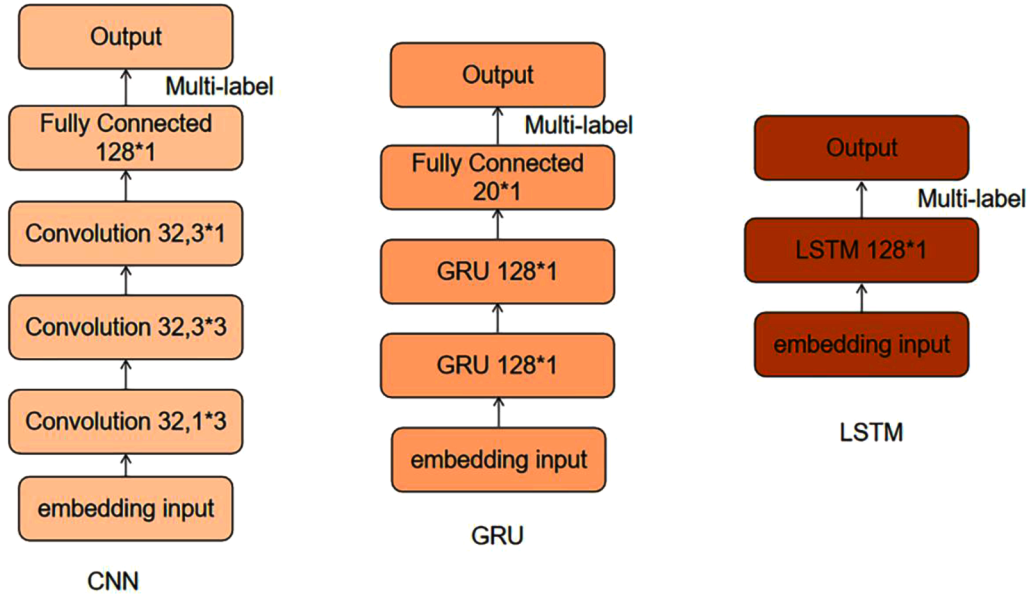 Output
Multi-label
Fully Connected
128*1
Convolution 32,3*1
Convolution 32,3*3
Convolution 32,1*3
embedding input
CNN
Output
Multi-label
Fully Connected
20*1
GRU 128*1
GRU 128*1
embedding input
GRU
Output
Multi-label
LSTM 128*1
embedding input
LSTM